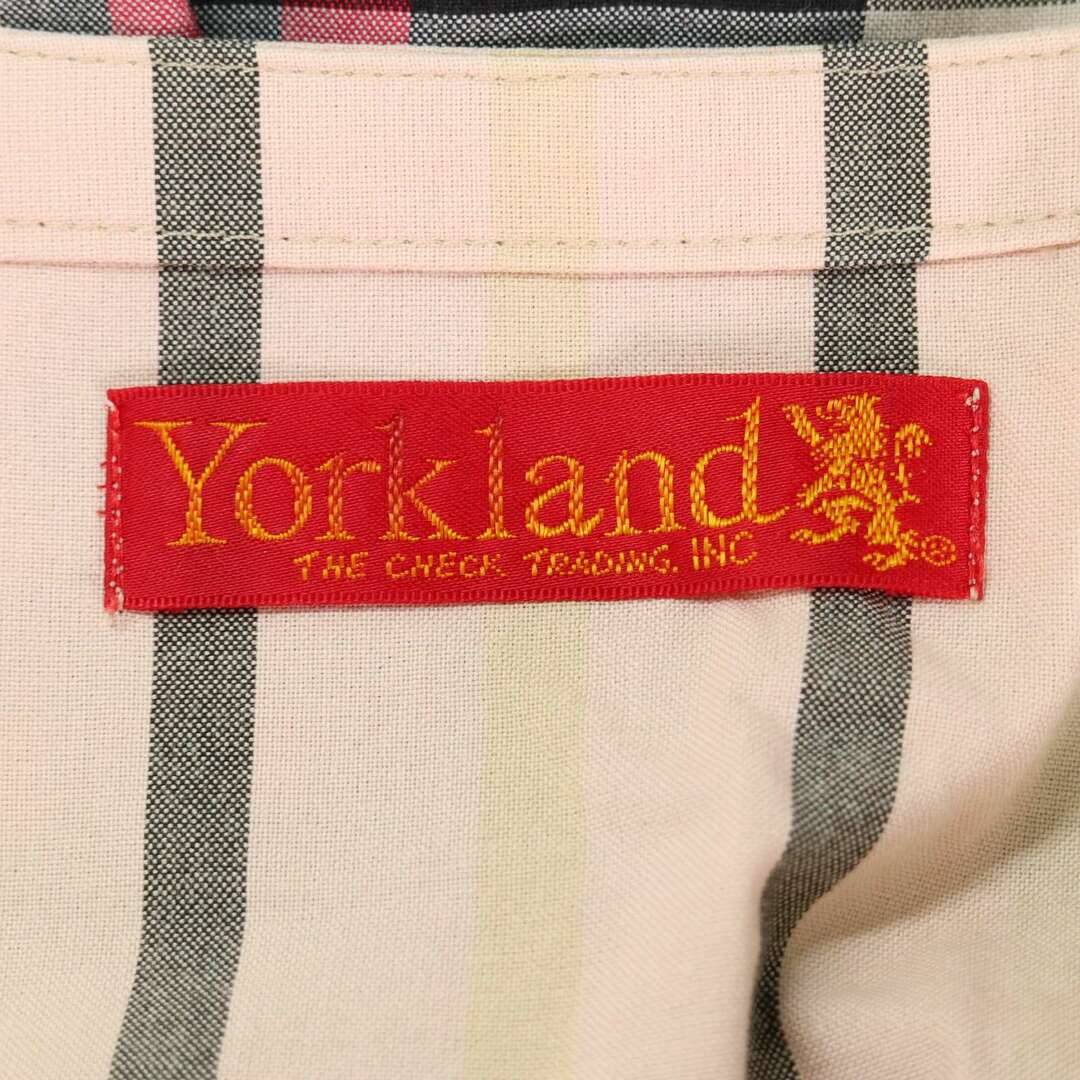 Yorkland
THE CHECK TRADING. INC
®